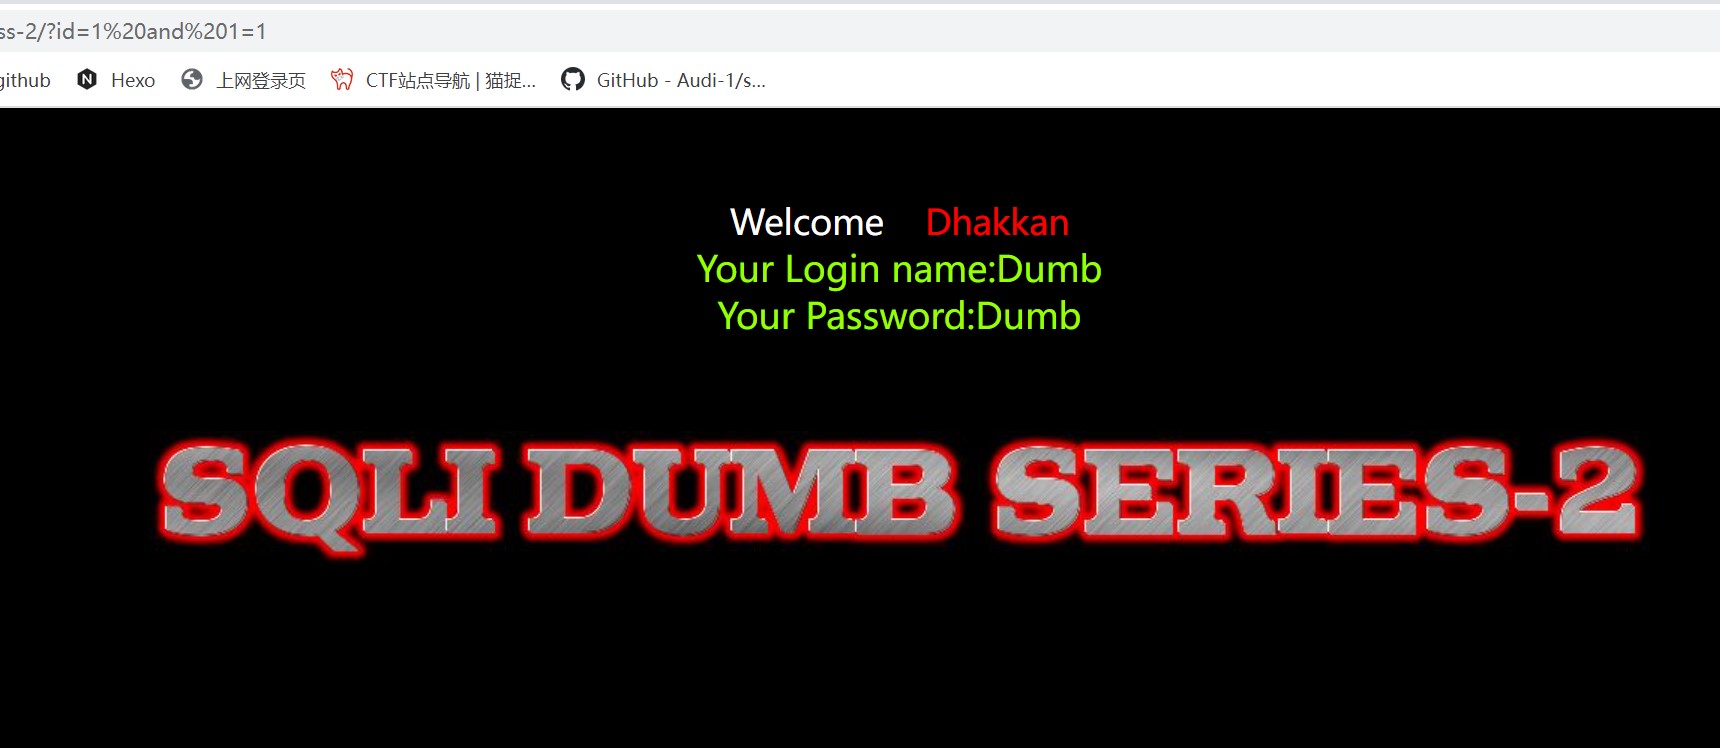 ss-2/?id=1%20and%201=1
github Hexo 上网登录页 CTF站点导航 | 猫捉... GitHub - Audi-1/s...
Welcome Dhakkan
Your Login name:Dumb
Your Password:Dumb
SQLI DUMB SERIES-2